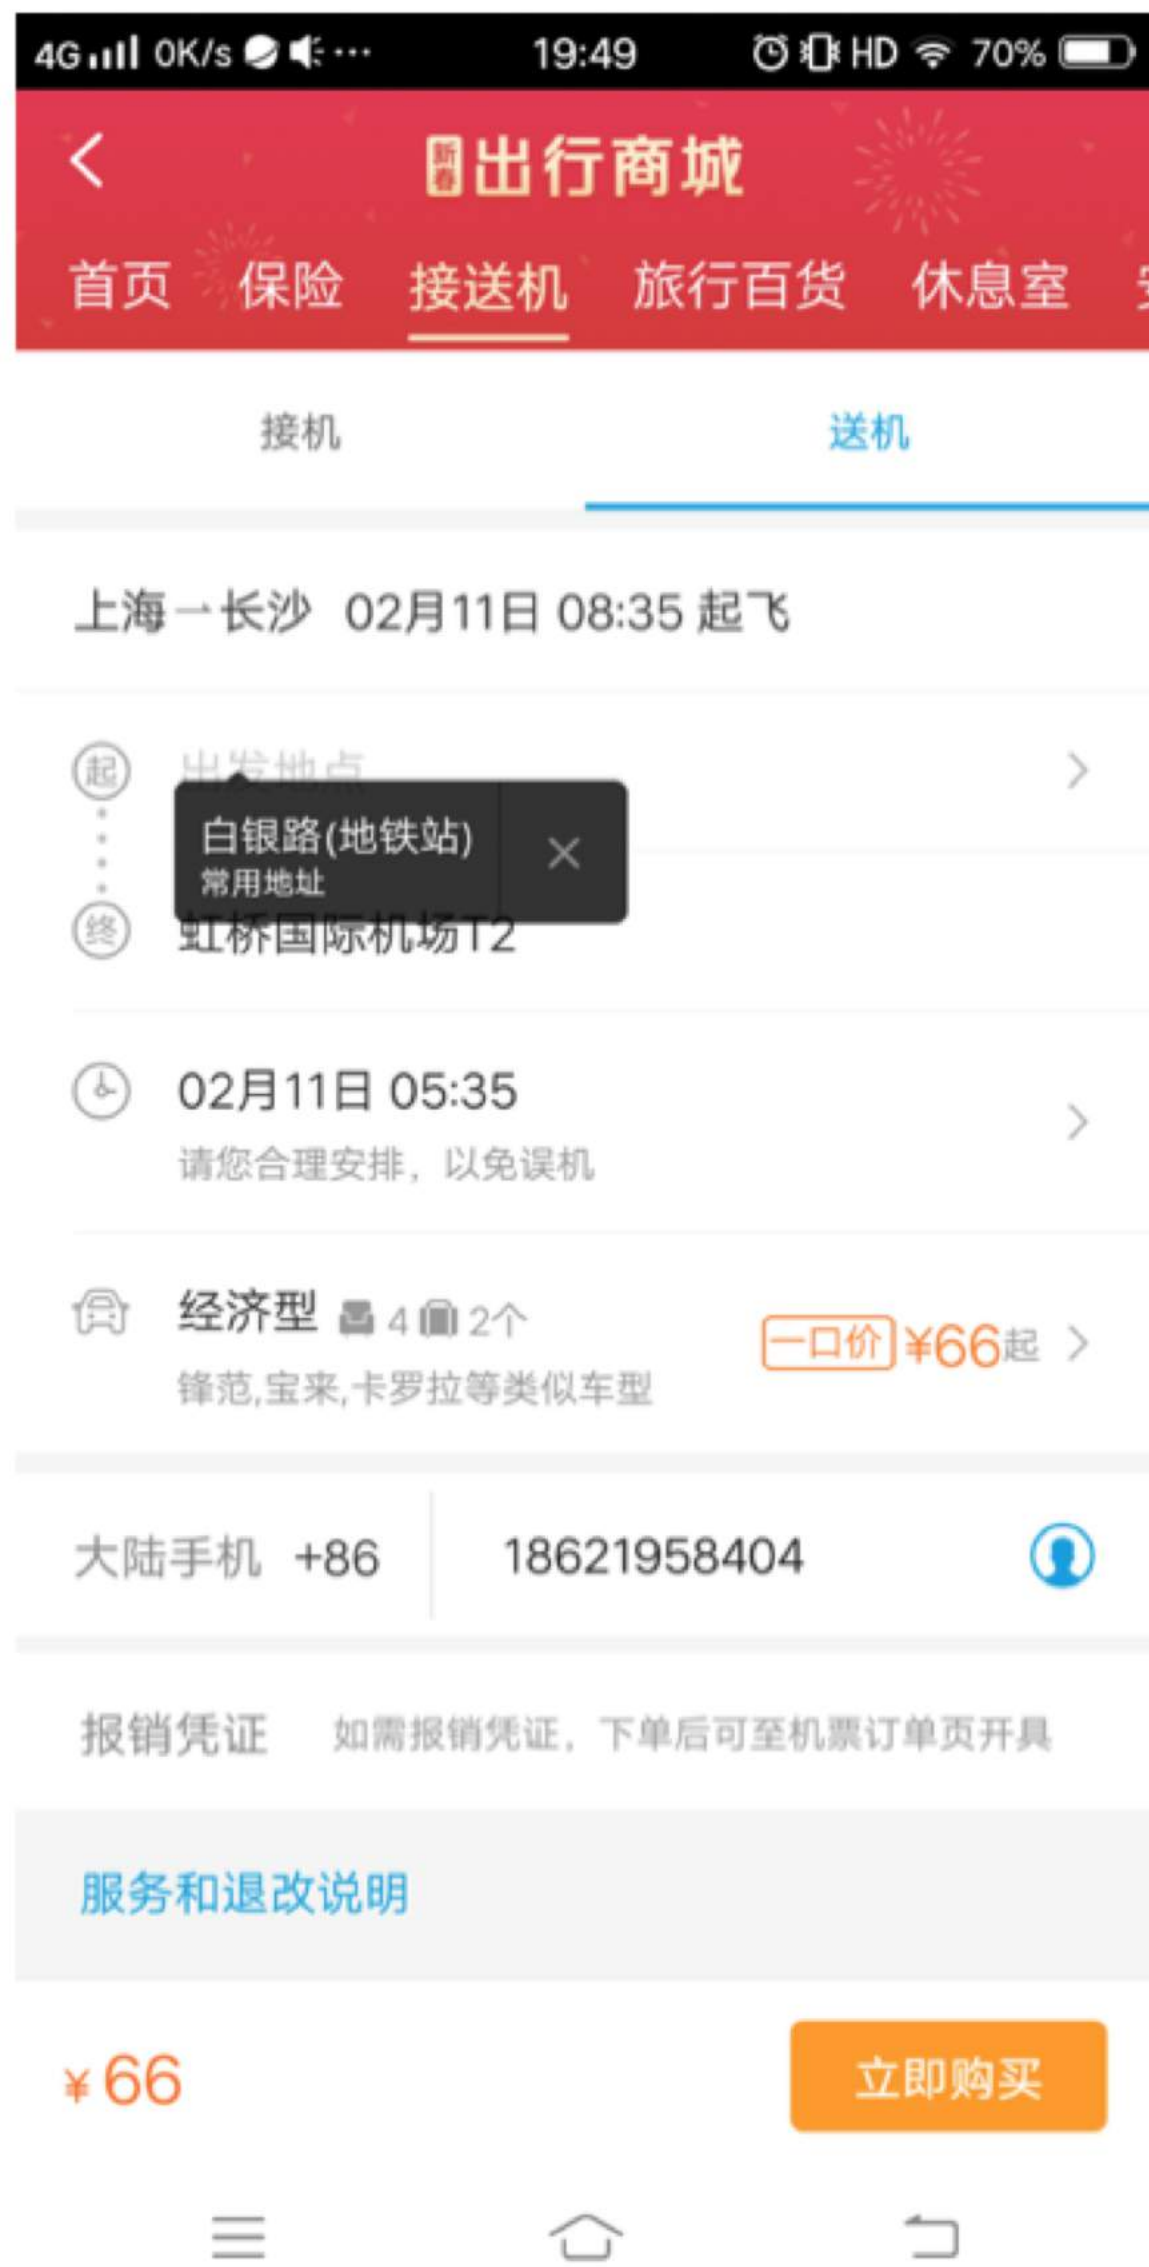 4G 0K/s ··· 19:49 HD 70%
新春 出行商城
首页 保险 接送机 旅行百货 休息室
接机 送机
上海→长沙 02月11日 08:35 起飞
起 出发地点
白银路(地铁站)
常用地址
终 虹桥国际机场T2
02月11日 05:35
请您合理安排，以免误机
经济型 4 2个
一口价 ¥66起
锋范,宝来,卡罗拉等类似车型
大陆手机 +86 18621958404
报销凭证 如需报销凭证，下单后可至机票订单页开具
服务和退改说明
¥66 立即购买